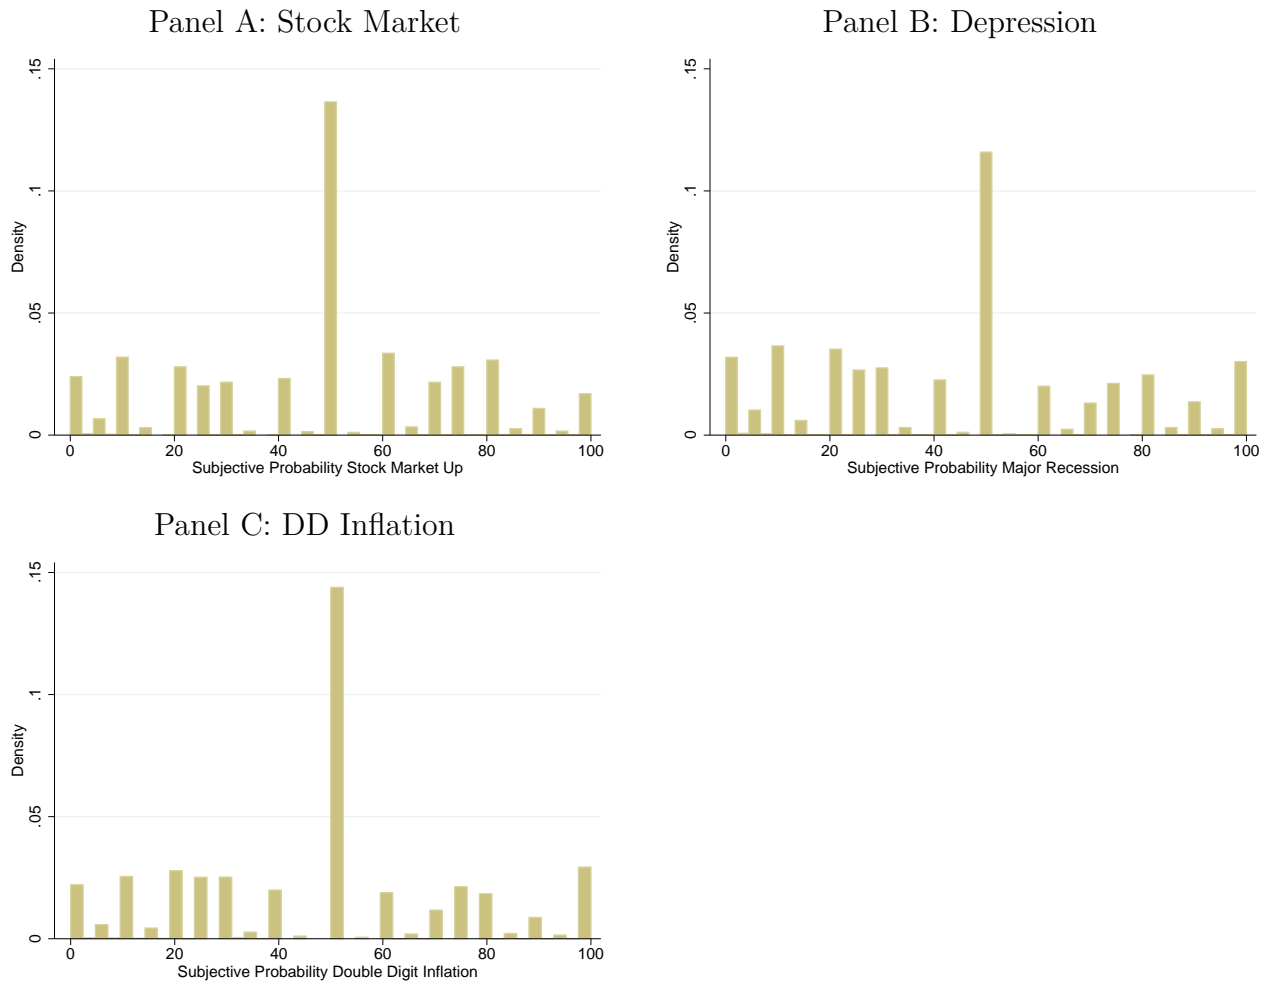 Panel A: Stock Market
.15
.1
.05
0
Density
0 20 40 60 80 100
Subjective Probability Stock Market Up
Panel B: Depression
.15
.1
.05
0
Density
0 20 40 60 80 100
Subjective Probability Major Recession
Panel C: DD Inflation
.15
.1
.05
0
Density
0 20 40 60 80 100
Subjective Probability Double Digit Inflation